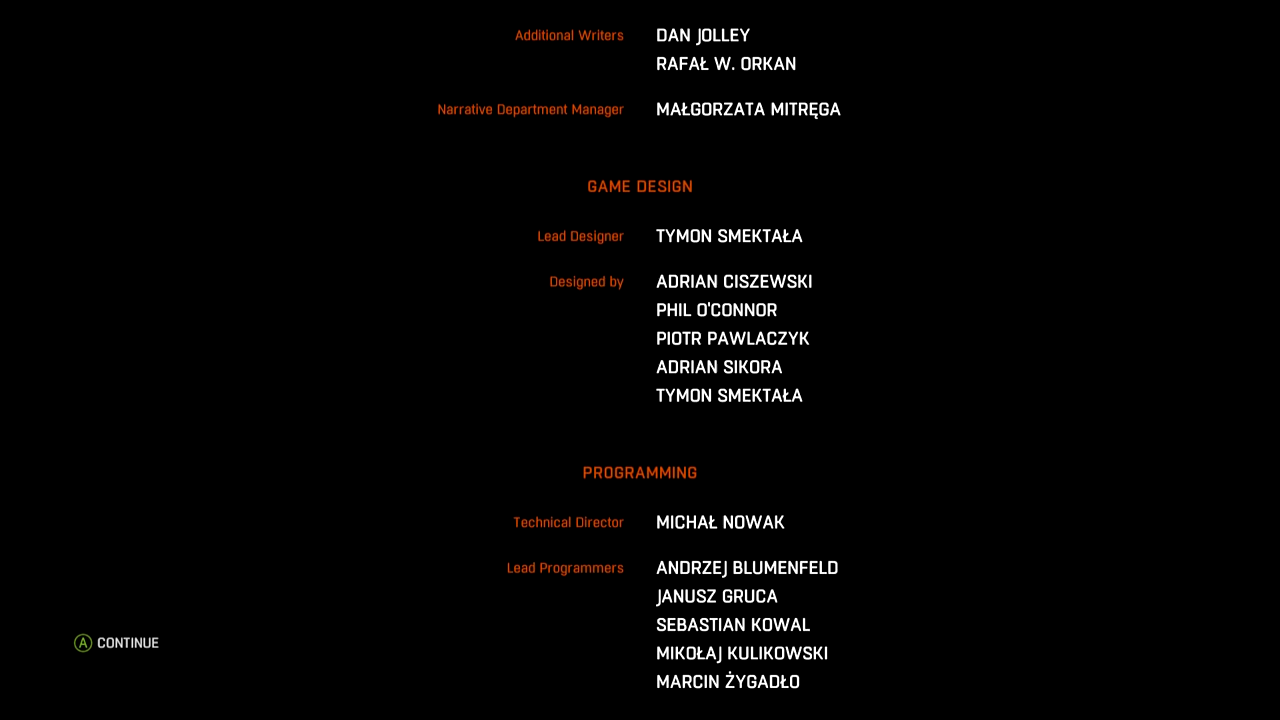 Additional Writers DAN JOLLEY
RAFAŁ W. ORKAN
Narrative Department Manager MAŁGORZATA MITRĘGA
GAME DESIGN
Lead Designer TYMON SMEKTAŁA
Designed by ADRIAN CISZEWSKI
PHIL O'CONNOR
PIOTR PAWLACZYK
ADRIAN SIKORA
TYMON SMEKTAŁA
PROGRAMMING
Technical Director MICHAŁ NOWAK
Lead Programmers ANDRZEJ BLUMENFELD
JANUSZ GRUCA
SEBASTIAN KOWAL
A CONTINUE
MIKOŁAJ KULIKOWSKI
MARCIN ŻYGADŁO